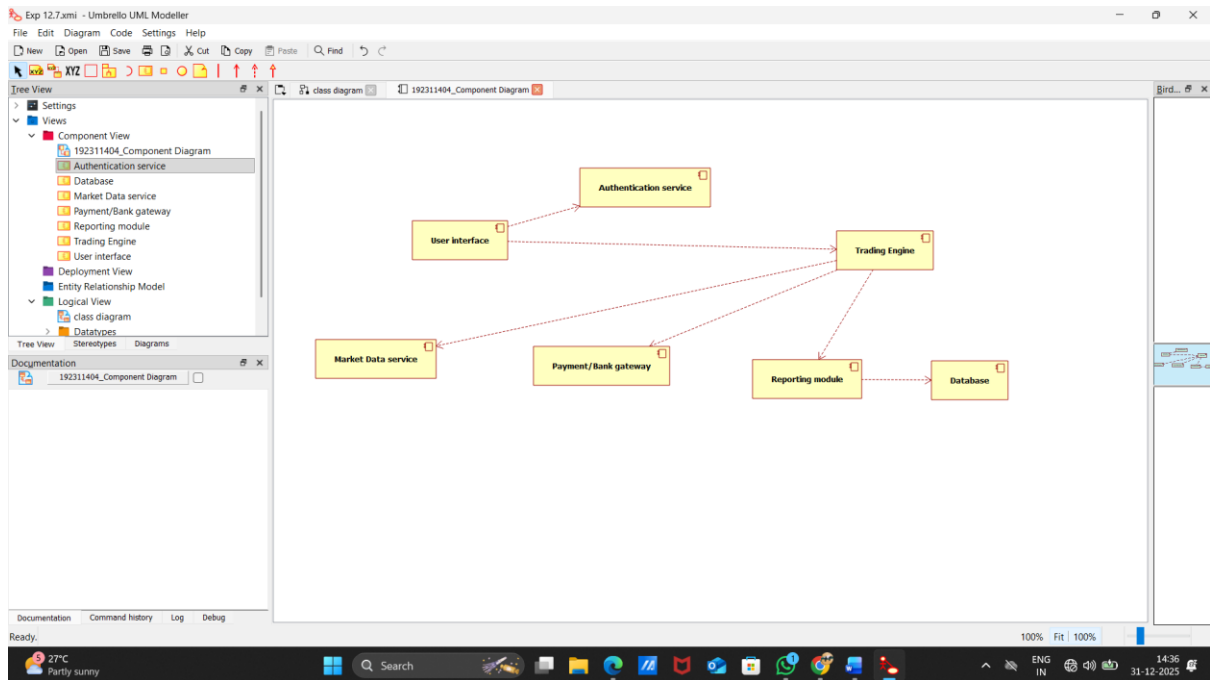 Exp 12.7.xmi - Umbrello UML Modeller
File Edit Diagram Code Settings Help
New Open Save Cut Copy Paste Find
XYZ XYZ
Tree View
class diagram 192311404_Component Diagram
Bird...
Settings
Views
Component View
192311404_Component Diagram
Authentication service
Database
Market Data service
Payment/Bank gateway
Reporting module
Trading Engine
User interface
Deployment View
Entity Relationship Model
Logical View
class diagram
Datatypes
Tree View Stereotypes Diagrams
Documentation
192311404_Component Diagram
Authentication service
User interface
Trading Engine
Market Data service
Payment/Bank gateway
Reporting module
Database
Documentation Command history Log Debug
Ready.
100% Fit 100%
5
27°C
Partly sunny
Search
1
ENG
IN
14:36
31-12-2025